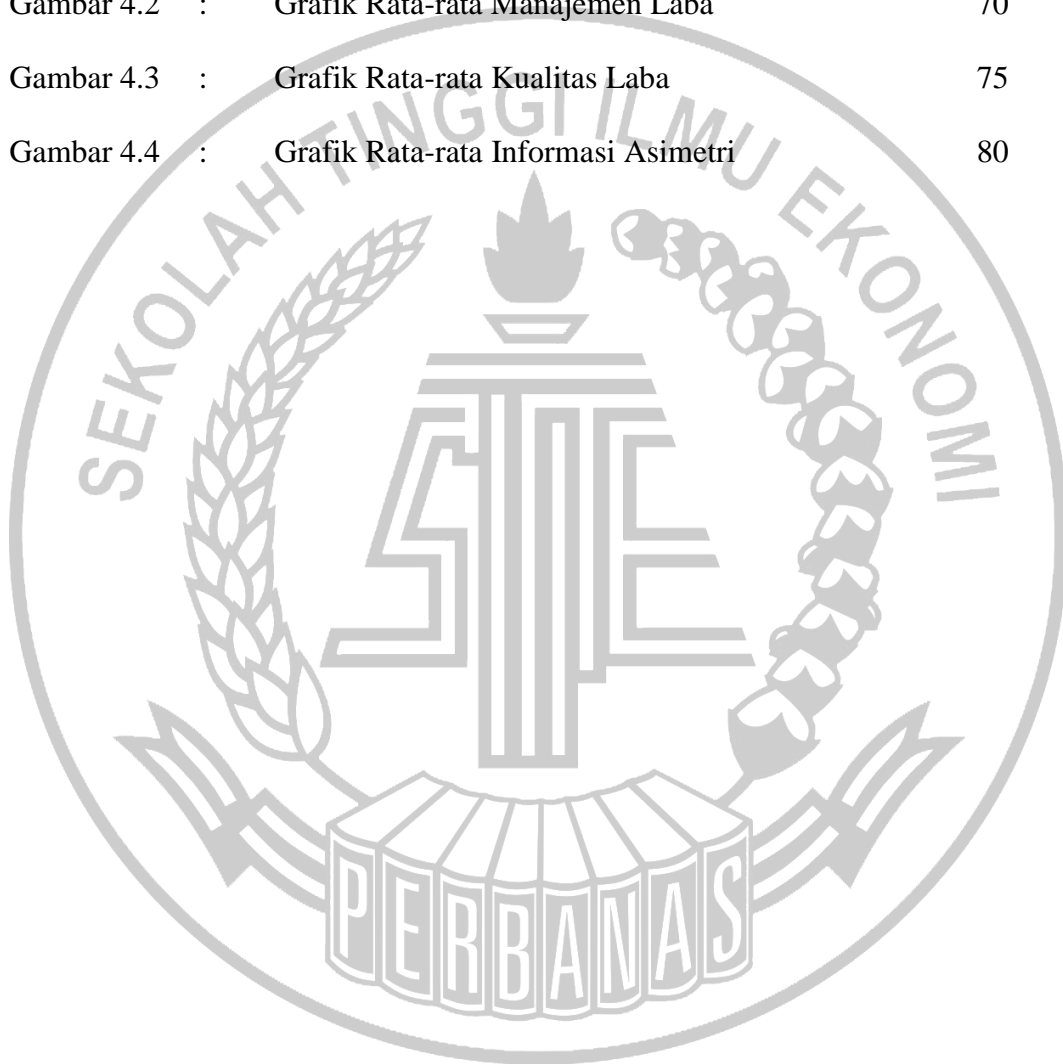 Gambar 4.2 : Grafik Rata-rata Manajemen Laba 70
Gambar 4.3 : Grafik Rata-rata Kualitas Laba 75
Gambar 4.4 : Grafik Rata-rata Informasi Asimetri 80
SEKOLAH TINGGI ILMU EKONOMI
STIE
PERBANAS